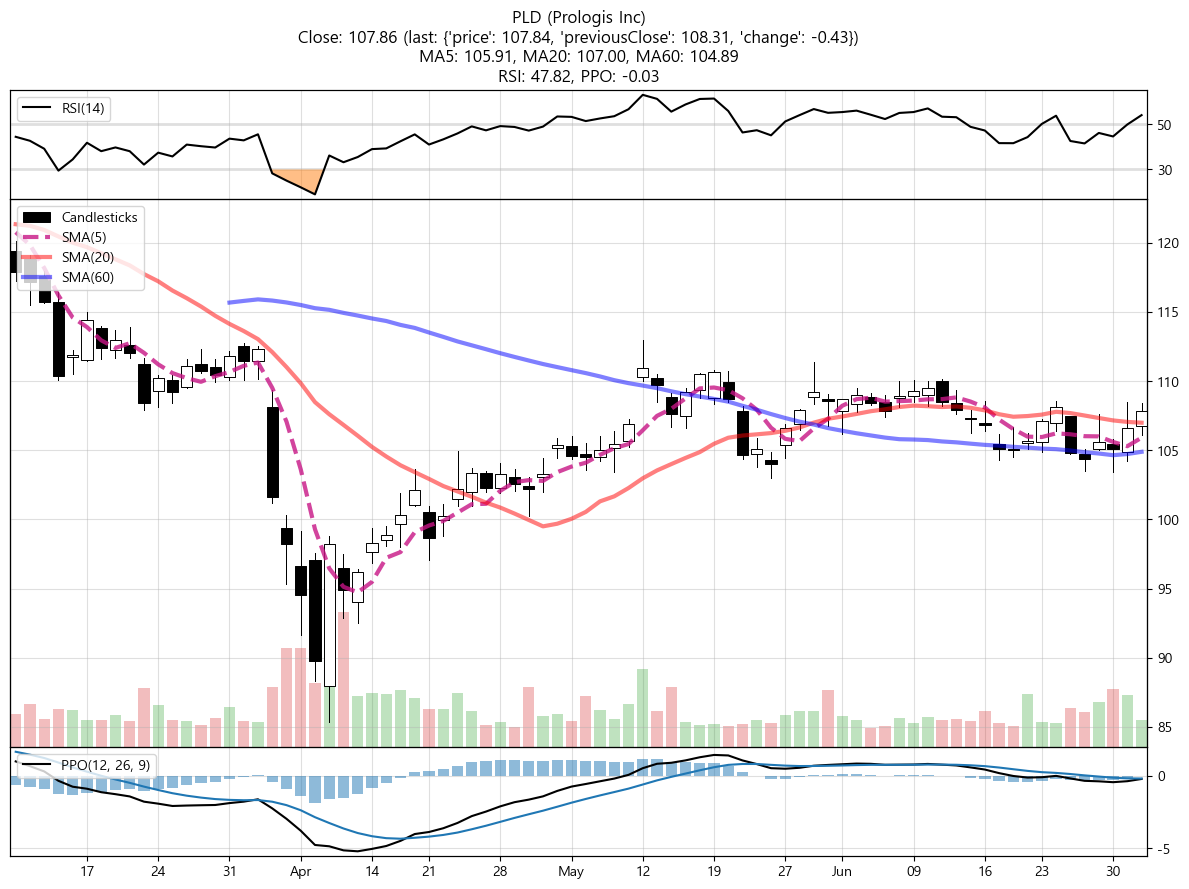 PLD (Prologis Inc)
Close: 107.86 (last: {'price': 107.84, 'previousClose': 108.31, 'change': -0.43})
MA5: 105.91, MA20: 107.00, MA60: 104.89
RSI: 47.82, PPO: -0.03
RSI(14)
50
30
Candlesticks
SMA(5)
SMA(20)
SMA(60)
120
115
110
105
100
95
90
85
PPO(12, 26, 9)
0
-5
17 24 31 Apr 14 21 28 May 12 19 27 Jun 09 16 23 30